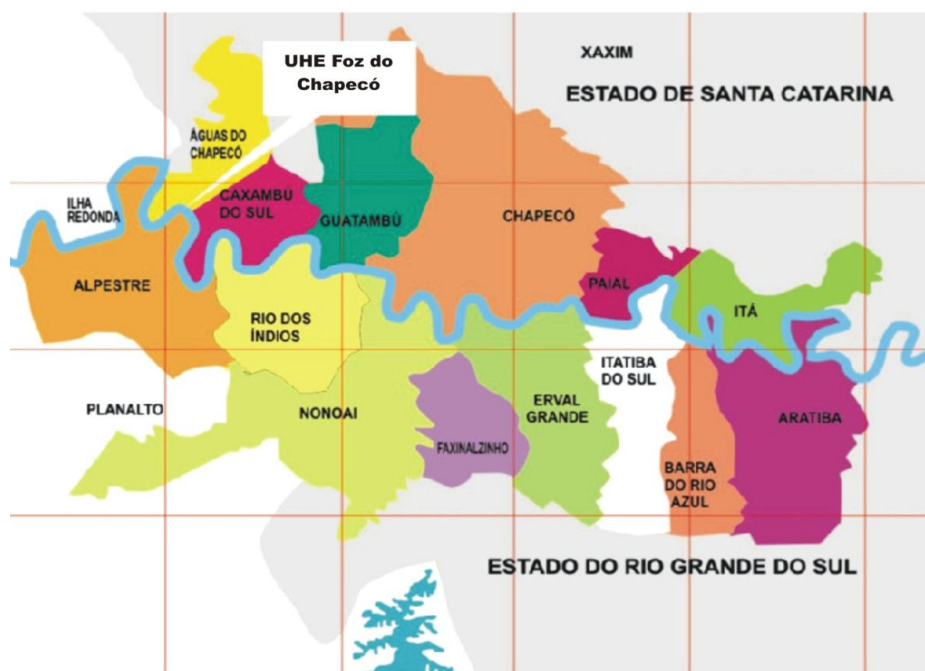 UHE Foz do
Chapecó
XAXIM
ESTADO DE SANTA CATARINA
ÁGUAS DO
CHAPECÓ
ILHA
REDONDA
CAXAMBÚ
DO SUL
GUATAMBÚ
CHAPECÓ
ALPESTRE
PAIAL
ITÁ
RIO DOS
ÍNDIOS
ITATIBA
DO SUL
PLANALTO
NONOAI
ERVAL
GRANDE
ARATIBA
FAXINALZINHO
BARRA
DO RIO
AZUL
ESTADO DO RIO GRANDE DO SUL